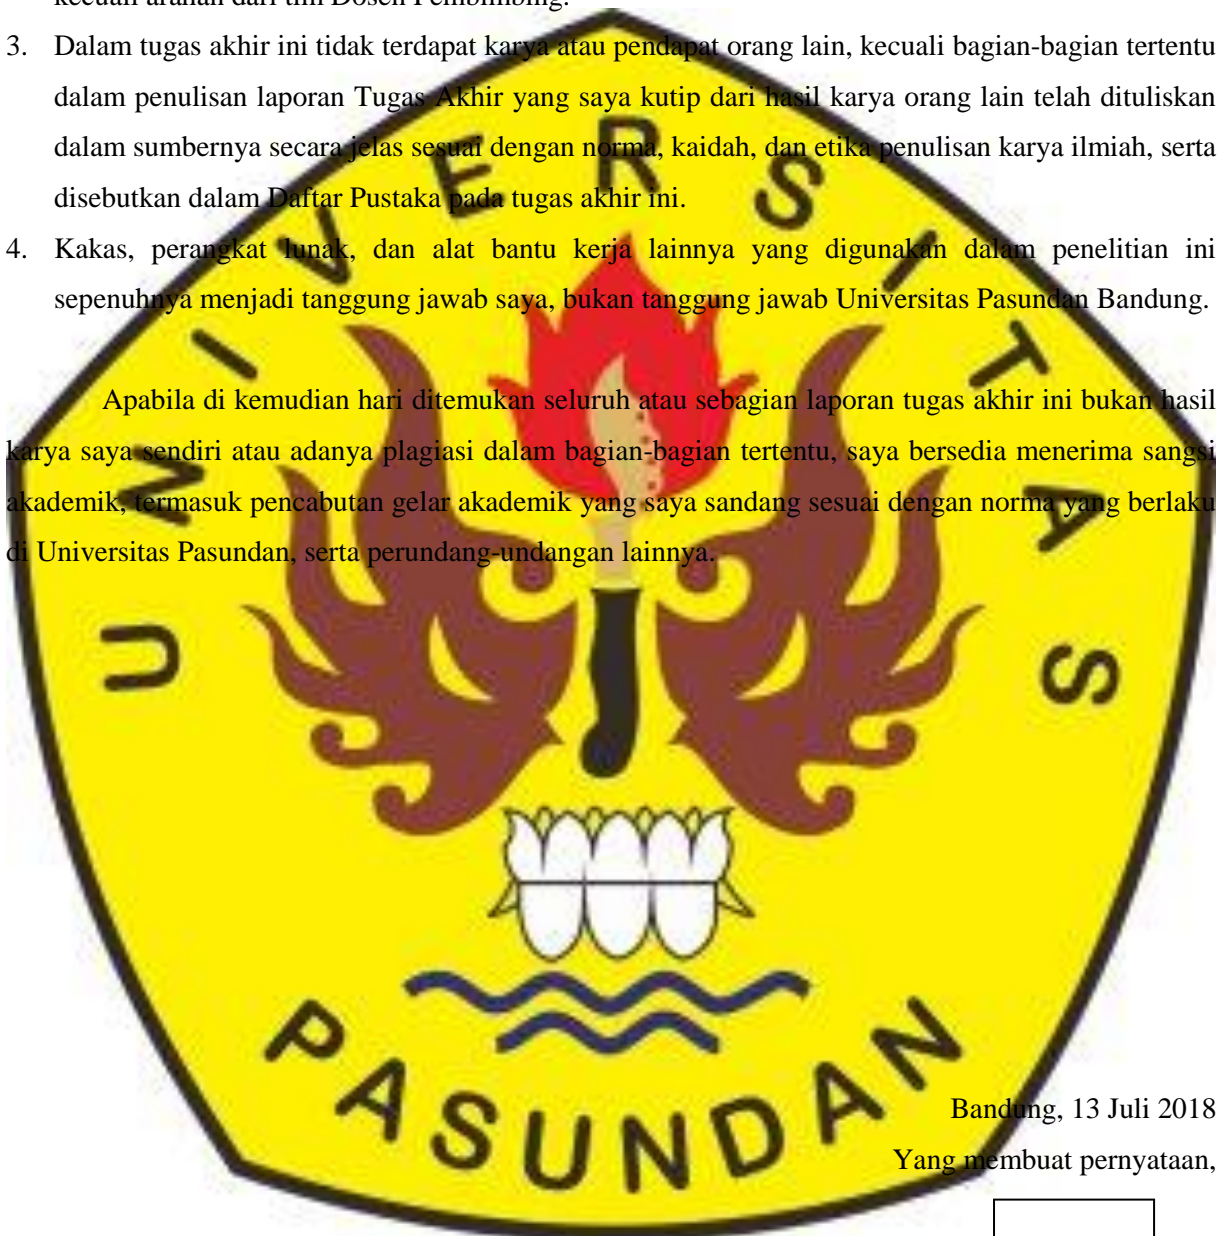 kecuali arahan dari tim Dosen Pembimbing.
3. Dalam tugas akhir ini tidak terdapat karya atau pendapat orang lain, kecuali bagian-bagian tertentu
dalam penulisan laporan Tugas Akhir yang saya kutip dari hasil karya orang lain telah dituliskan
dalam sumbernya secara jelas sesuai dengan norma, kaidah, dan etika penulisan karya ilmiah, serta
disebutkan dalam Daftar Pustaka pada tugas akhir ini.
4. Kakas, perangkat lunak, dan alat bantu kerja lainnya yang digunakan dalam penelitian ini
sepenuhnya menjadi tanggung jawab saya, bukan tanggung jawab Universitas Pasundan Bandung.
Apabila di kemudian hari ditemukan seluruh atau sebagian laporan tugas akhir ini bukan hasil
karya saya sendiri atau adanya plagiasi dalam bagian-bagian tertentu, saya bersedia menerima sangsi
akademik, termasuk pencabutan gelar akademik yang saya sandang sesuai dengan norma yang berlaku
di Universitas Pasundan, serta perundang-undangan lainnya.
UNIVERSITAS
PASUNDAN
Bandung, 13 Juli 2018
Yang membuat pernyataan,